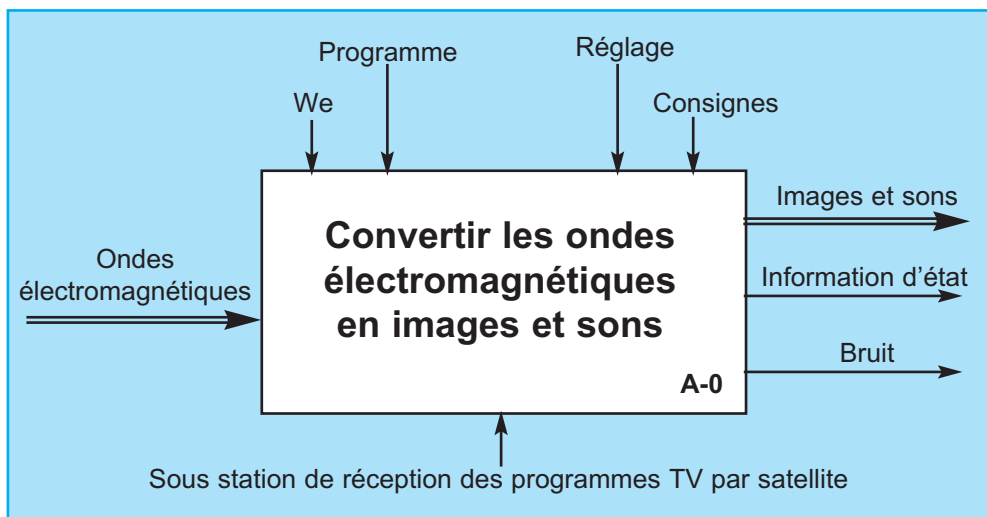 Programme
Réglage
We
Consignes
Images et sons
Convertir les ondes
électromagnétiques
en images et sons
Ondes
électromagnétiques
Information d’état
Bruit
A-0
Sous station de réception des programmes TV par satellite